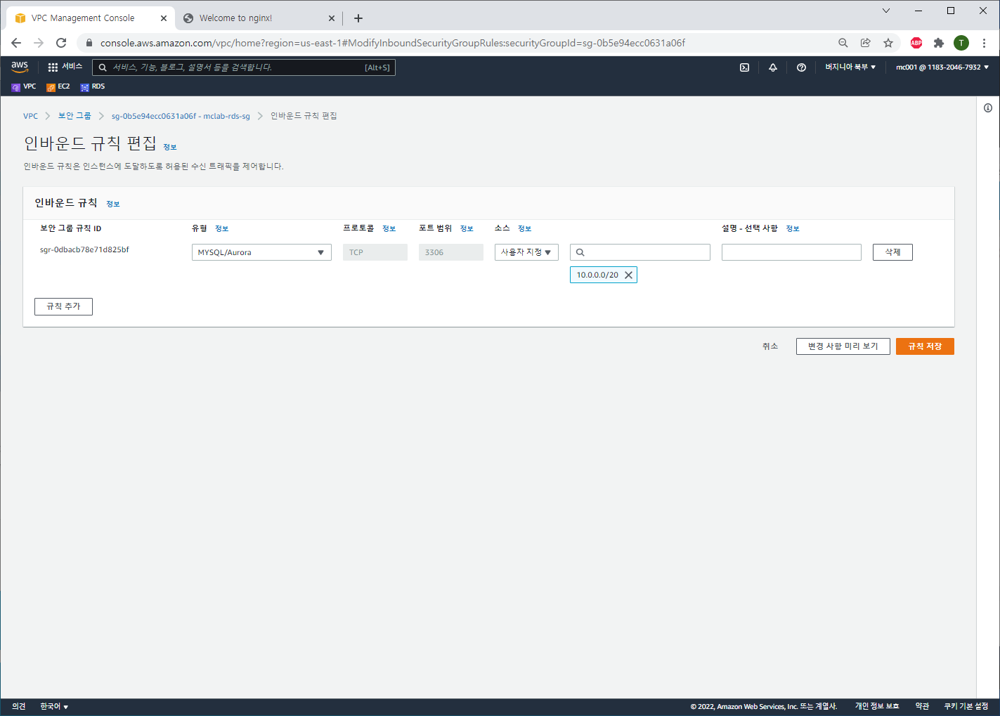 VPC Management Console
Welcome to nginx!
console.aws.amazon.com/vpc/home?region=us-east-1#ModifyInboundSecurityGroupRules:securityGroupId=sg-0b5e94ecc0631a06f
ABP
T
aws
서비스
서비스, 기능, 블로그, 설명서 등을 검색합니다.
[Alt+S]
버지니아 북부 ▼
mc001 @ 1183-2046-7932 ▼
VPC
EC2
RDS
VPC > 보안 그룹 > sg-0b5e94ecc0631a06f - mclab-rds-sg > 인바운드 규칙 편집
인바운드 규칙 편집 정보
인바운드 규칙은 인스턴스에 도달하도록 허용된 수신 트래픽을 제어합니다.
인바운드 규칙 정보
보안 그룹 규칙 ID
유형 정보
프로토콜 정보
포트 범위 정보
소스 정보
설명 - 선택 사항 정보
sgr-0dbacb78e71d825bf
MYSQL/Aurora
TCP
3306
사용자 지정
삭제
10.0.0.0/20
규칙 추가
취소
변경 사항 미리 보기
규칙 저장
의견
한국어 ▼
© 2022, Amazon Web Services, Inc. 또는 계열사.
개인 정보 보호
약관
쿠키 기본 설정